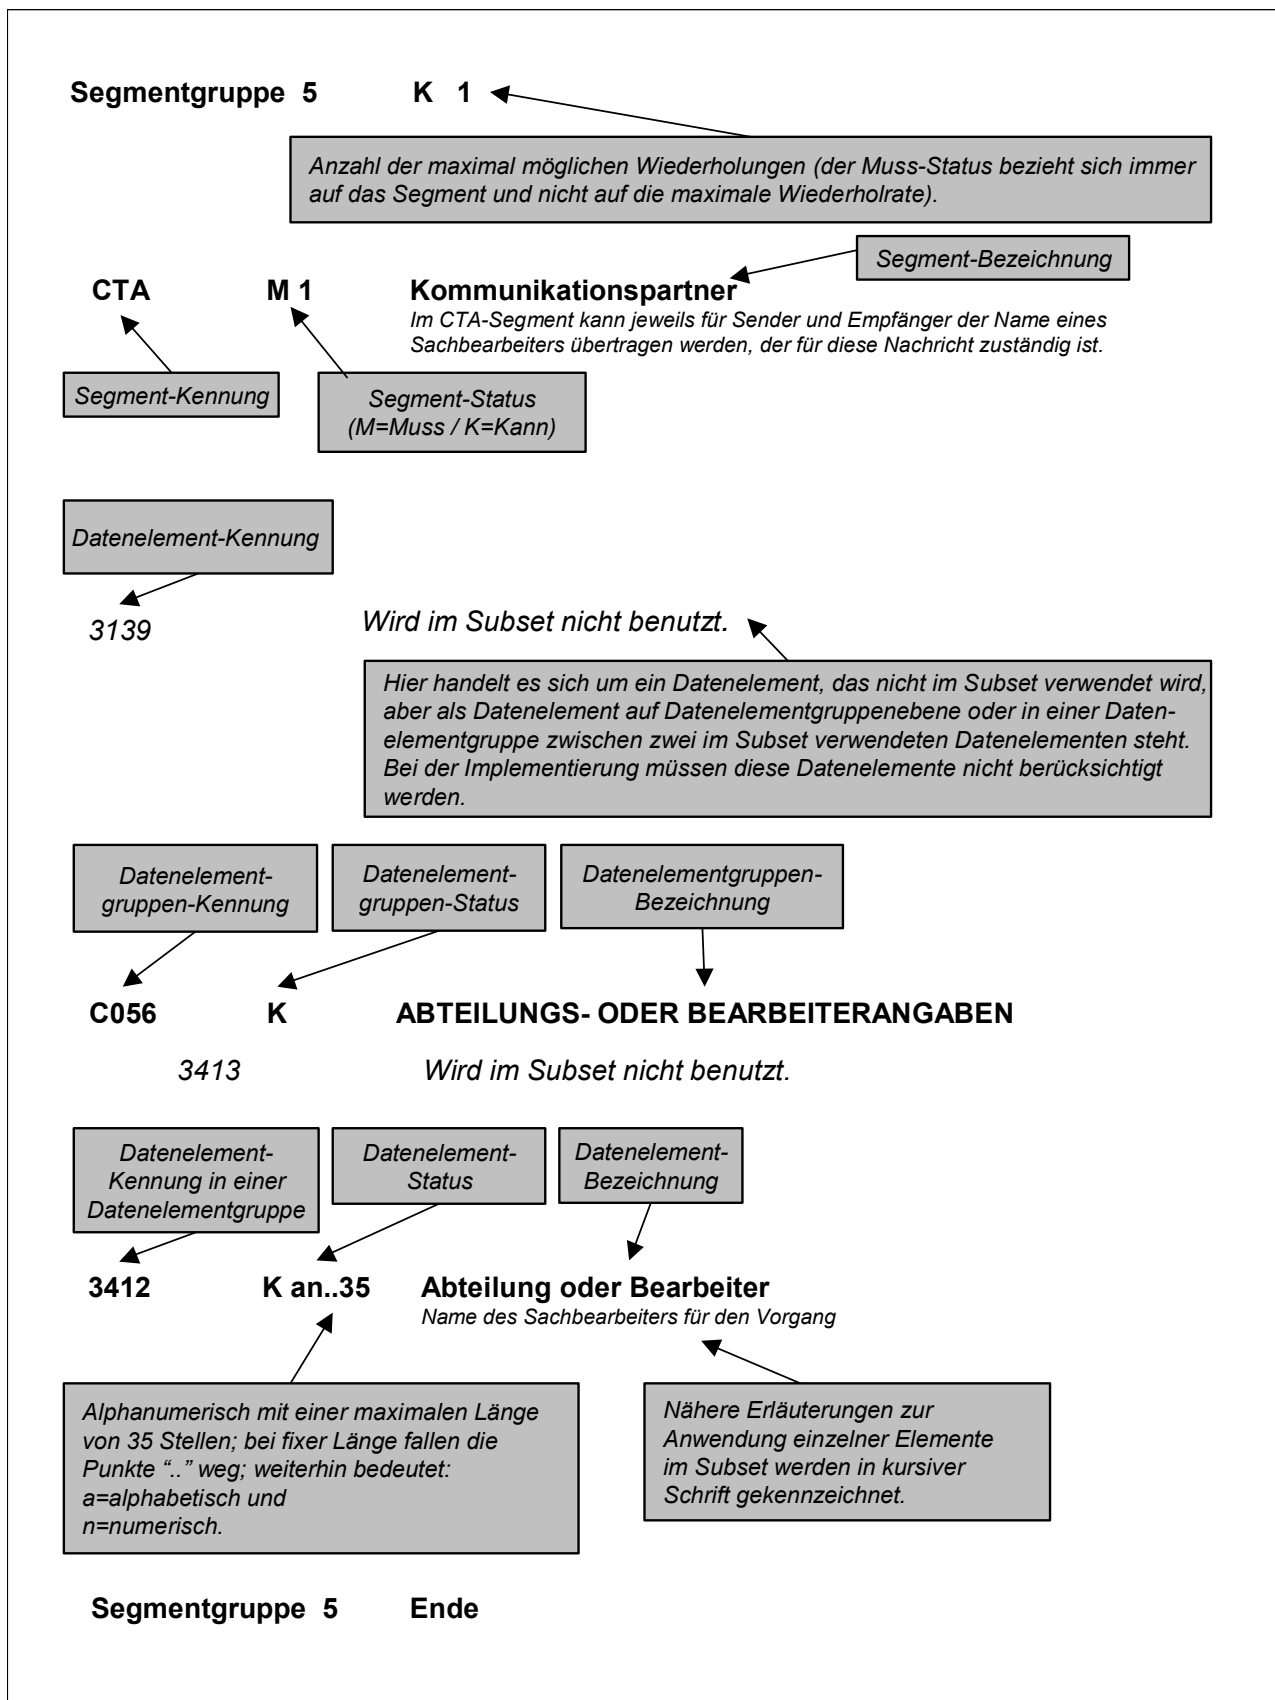 Segmentgruppe 5 K 1
Anzahl der maximal möglichen Wiederholungen (der Muss-Status bezieht sich immer
auf das Segment und nicht auf die maximale Wiederholrate).
Segment-Bezeichnung
CTA M 1 Kommunikationspartner
Im CTA-Segment kann jeweils für Sender und Empfänger der Name eines
Sachbearbeiters übertragen werden, der für diese Nachricht zuständig ist.
Segment-Kennung
Segment-Status
(M=Muss / K=Kann)
Datenelement-Kennung
3139 Wird im Subset nicht benutzt.
Hier handelt es sich um ein Datenelement, das nicht im Subset verwendet wird,
aber als Datenelement auf Datenelementgruppenebene oder in einer Daten-
elementgruppe zwischen zwei im Subset verwendeten Datenelementen steht.
Bei der Implementierung müssen diese Datenelemente nicht berücksichtigt
werden.
Datenelement-
gruppen-Kennung
Datenelement-
gruppen-Status
Datenelementgruppen-
Bezeichnung
C056 K ABTEILUNGS- ODER BEARBEITERANGABEN
3413 Wird im Subset nicht benutzt.
Datenelement-
Kennung in einer
Datenelementgruppe
Datenelement-
Status
Datenelement-
Bezeichnung
3412 K an..35 Abteilung oder Bearbeiter
Name des Sachbearbeiters für den Vorgang
Alphanumerisch mit einer maximalen Länge
von 35 Stellen; bei fixer Länge fallen die
Punkte “..” weg; weiterhin bedeutet:
a=alphabetisch und
n=numerisch.
Nähere Erläuterungen zur
Anwendung einzelner Elemente
im Subset werden in kursiver
Schrift gekennzeichnet.
Segmentgruppe 5 Ende